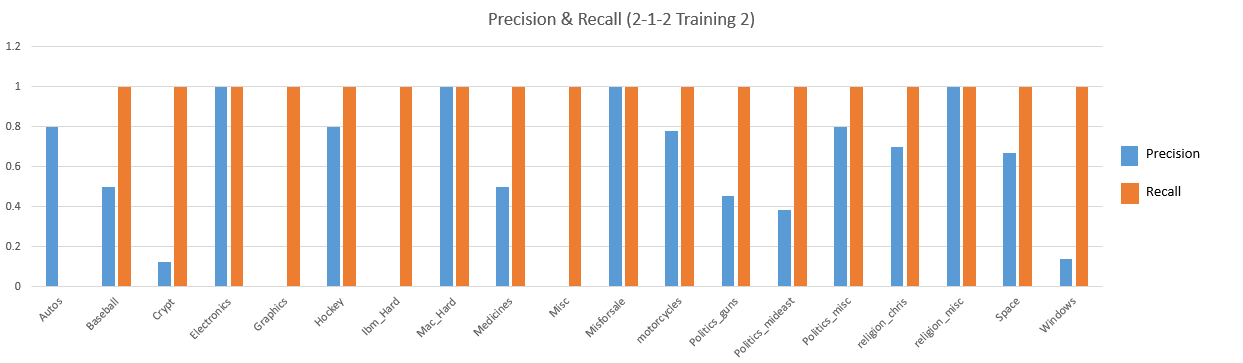 Precision & Recall (2-1-2 Training 2)
1.2
1
0.8
0.6
0.4
0.2
0
Autos
Baseball
Crypt
Electronics
Graphics
Hockey
Ibm_Hard
Mac_Hard
Medicines
Misc
Misforsale
motorcycles
Politics_guns
Politics_mideast
Politics_misc
religion_chris
religion_misc
Space
Windows
Precision
Recall